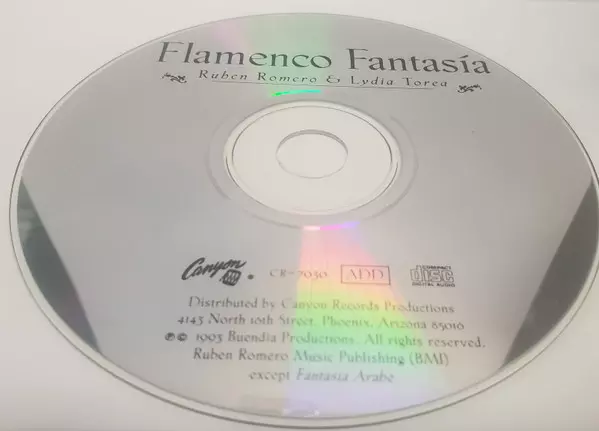 Flamenco Fantasía
Ruben Romero & Lydia Torea
Canyon
CR-7030 ADD COMPACT disc DIGITAL AUDIO
Distributed by Canyon Records Productions
4143 North 16th Street, Phoenix, Arizona 85016
℗ © 1993 Buendia Productions. All rights reserved.
Ruben Romero Music Publishing (BMI)
except Fantasia Arabe